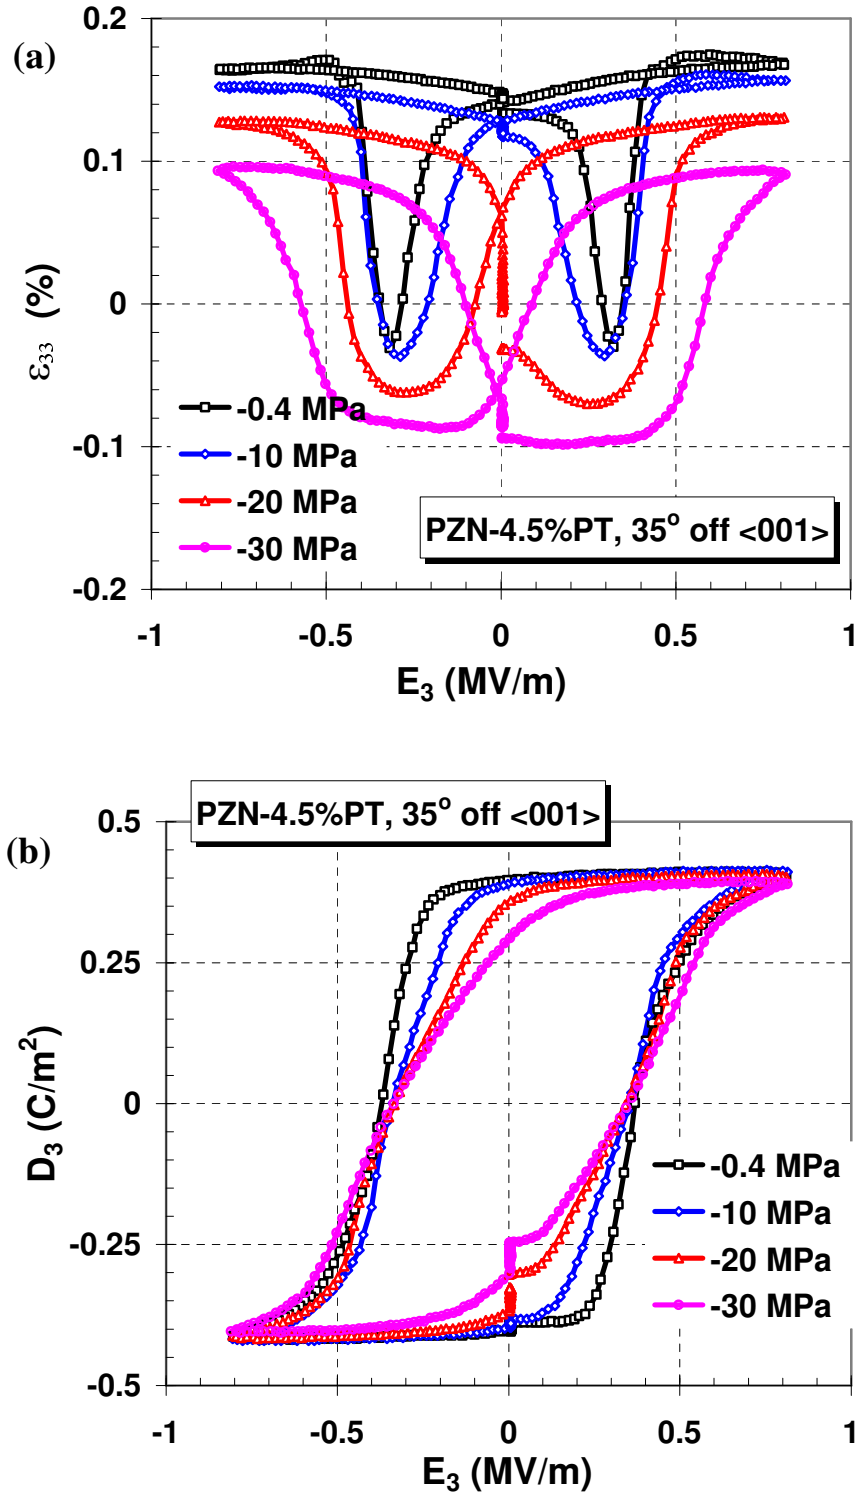 (a)
0.2
0.1
0
-0.1
-0.2
ε33 (%)
-0.4 MPa
-10 MPa
-20 MPa
-30 MPa
PZN-4.5%PT, 35o off <001>
-1
-0.5
0
0.5
1
E3 (MV/m)
PZN-4.5%PT, 35o off <001>
(b)
0.5
0.25
0
-0.25
-0.5
D3 (C/m2)
-0.4 MPa
-10 MPa
-20 MPa
-30 MPa
-1
-0.5
0
0.5
1
E3 (MV/m)